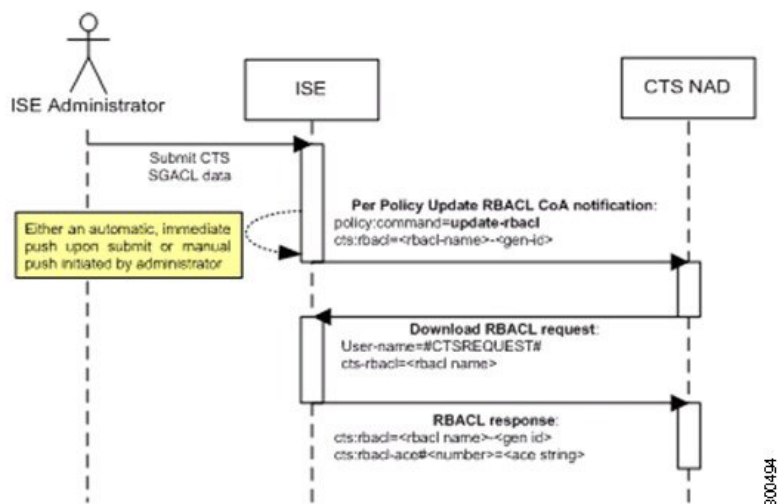 ISE Administrator
ISE
CTS NAD
Submit CTS
SGACL data
Either an automatic, immediate
push upon submit or manual
push initiated by administrator
Per Policy Update RBACL CoA notification:
policy:command=update-rbacl
cts:rbacl=<rbacl-name>-<gen-id>
Download RBACL request:
User-name=#CTSREQUEST#
cts-rbacl=<rbacl name>
RBACL response:
cts:rbacl=<rbacl name>-<gen id>
cts:rbacl-ace#<number>=<ace string>
300494